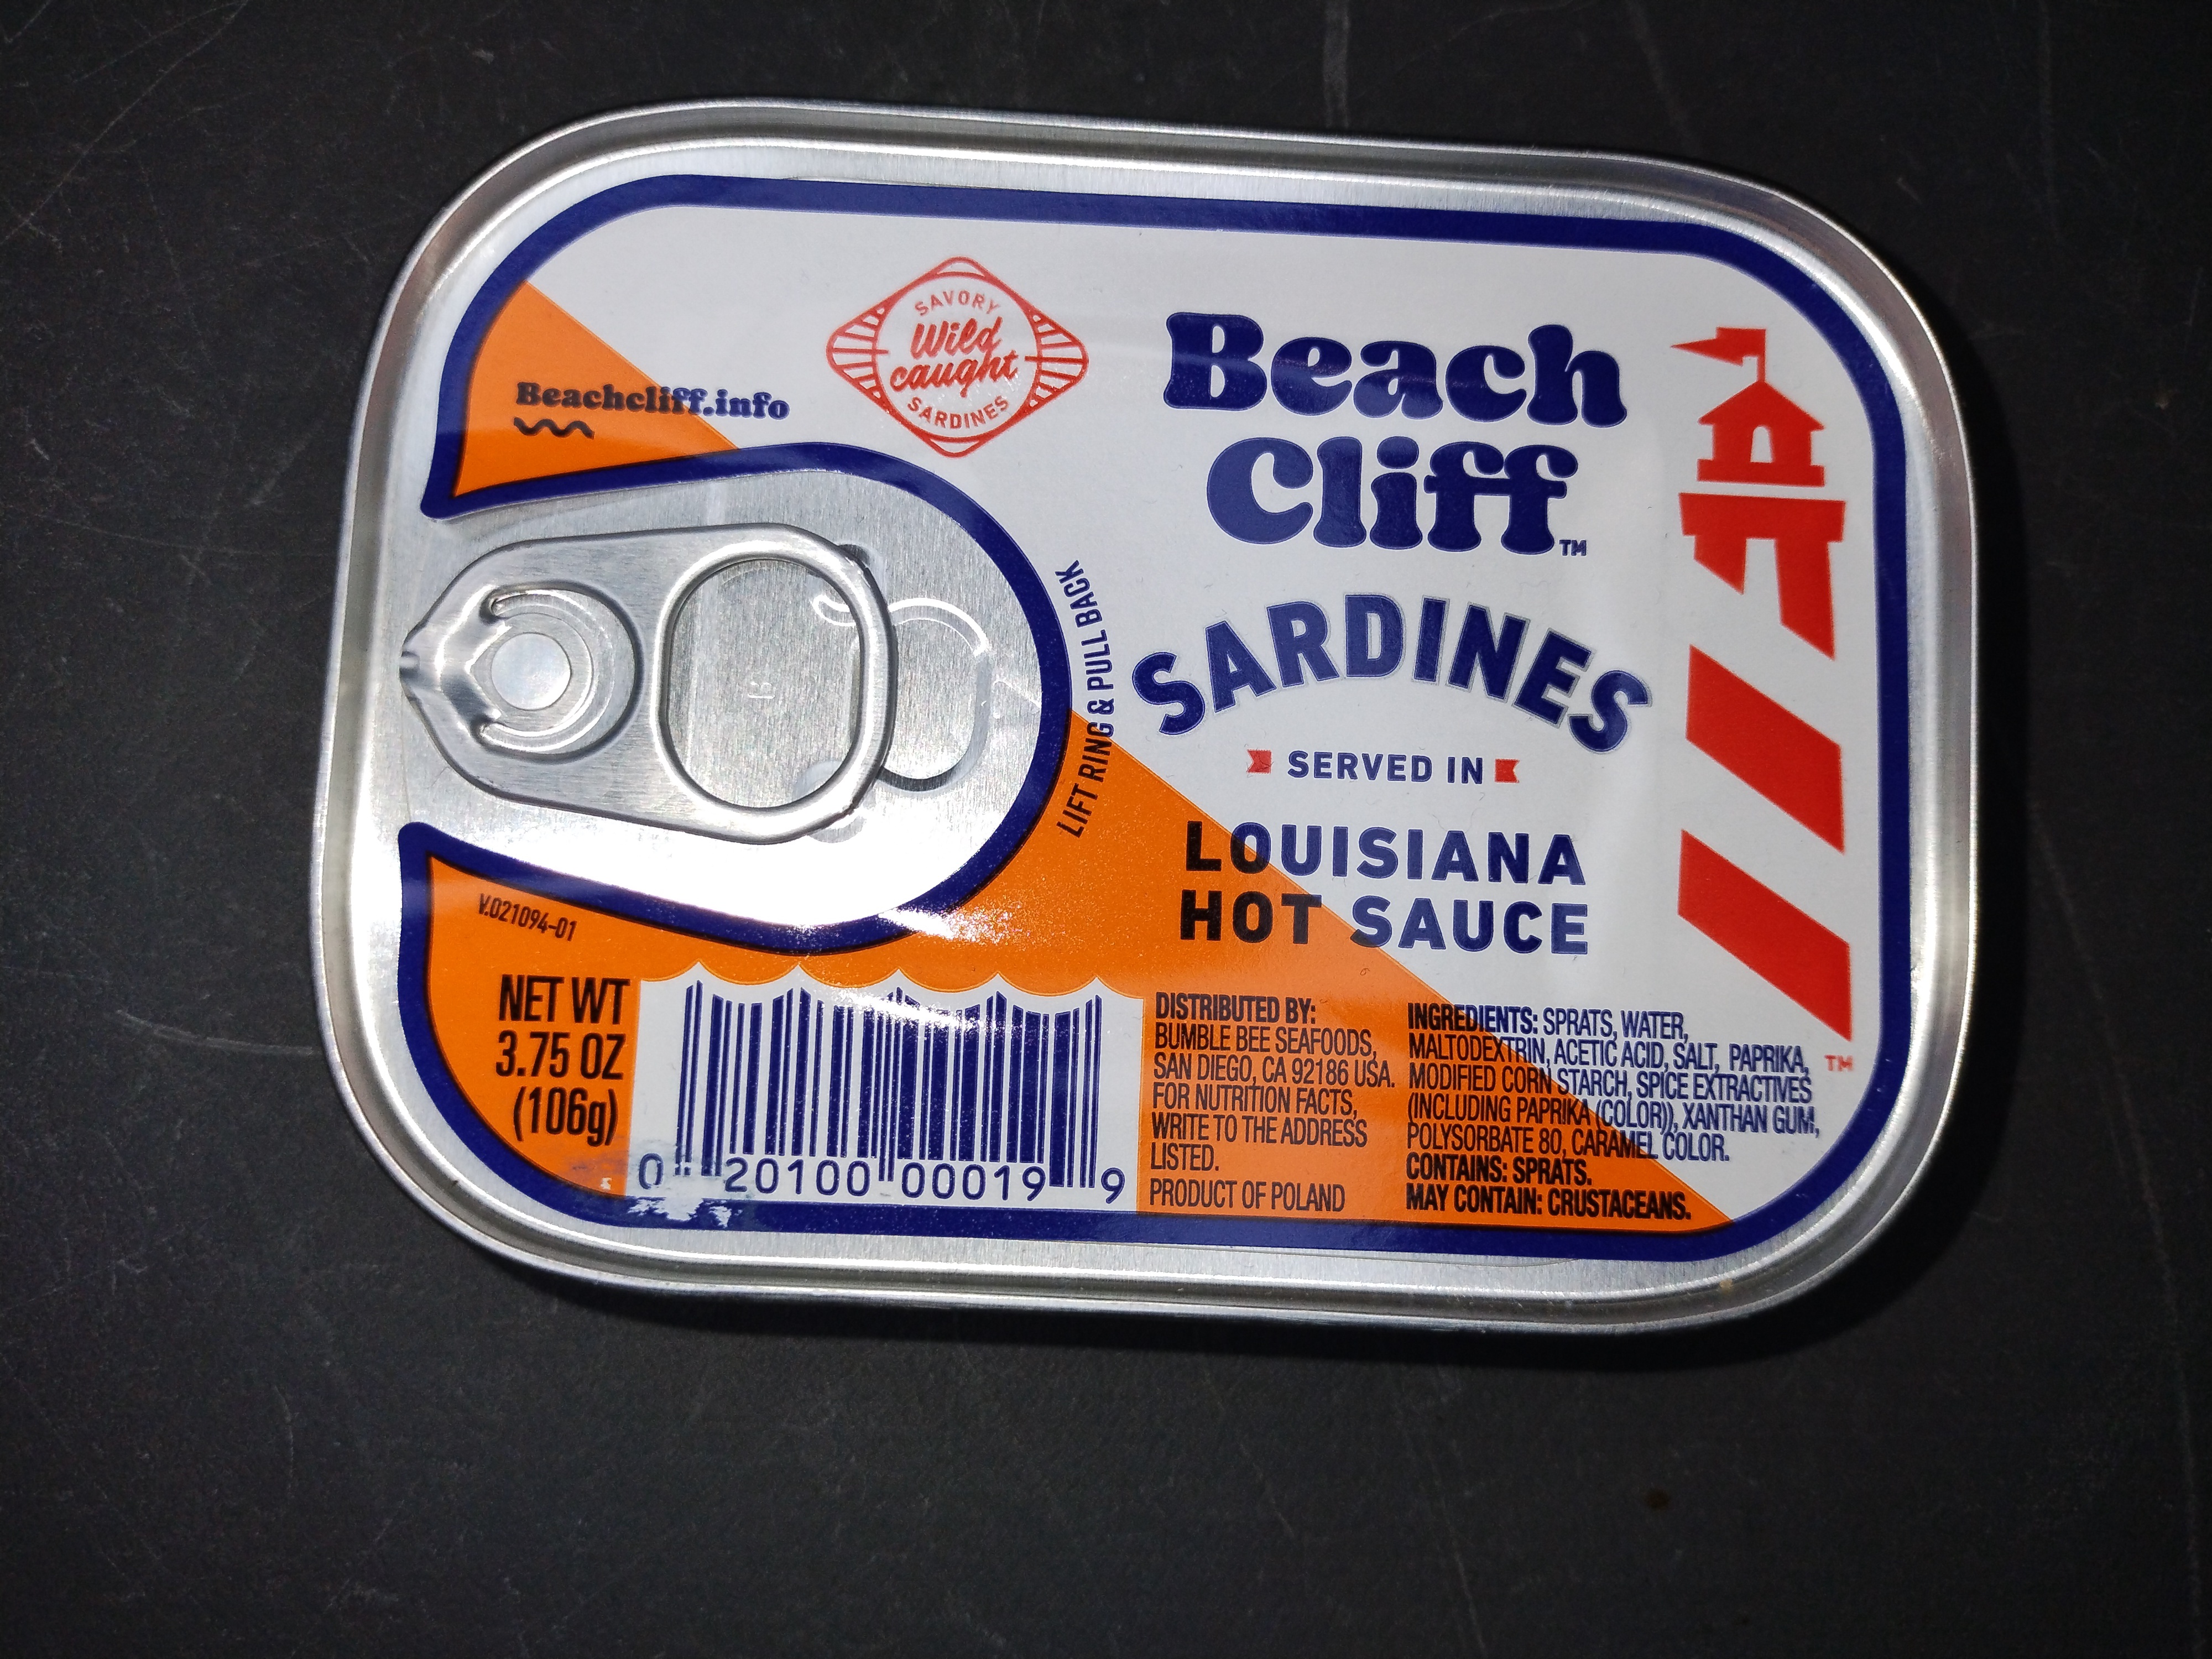 SAVORY
Wild
caught
SARDINES
Beachcliff.info
Beach
Cliff™
SARDINES
SERVED IN
LOUISIANA
HOT SAUCE
LIFT RING & PULL BACK
V.021094-01
NET WT
3.75 OZ
(106g)
0 20100 00019 9
DISTRIBUTED BY:
BUMBLE BEE SEAFOODS,
SAN DIEGO, CA 92186 USA.
FOR NUTRITION FACTS,
WRITE TO THE ADDRESS
LISTED.
PRODUCT OF POLAND
INGREDIENTS: SPRATS, WATER,
MALTODEXTRIN, ACETIC ACID, SALT, PAPRIKA,
MODIFIED CORN STARCH, SPICE EXTRACTIVES
(INCLUDING PAPRIKA (COLOR)), XANTHAN GUM,
POLYSORBATE 80, CARAMEL COLOR.
CONTAINS: SPRATS.
MAY CONTAIN: CRUSTACEANS.
TM